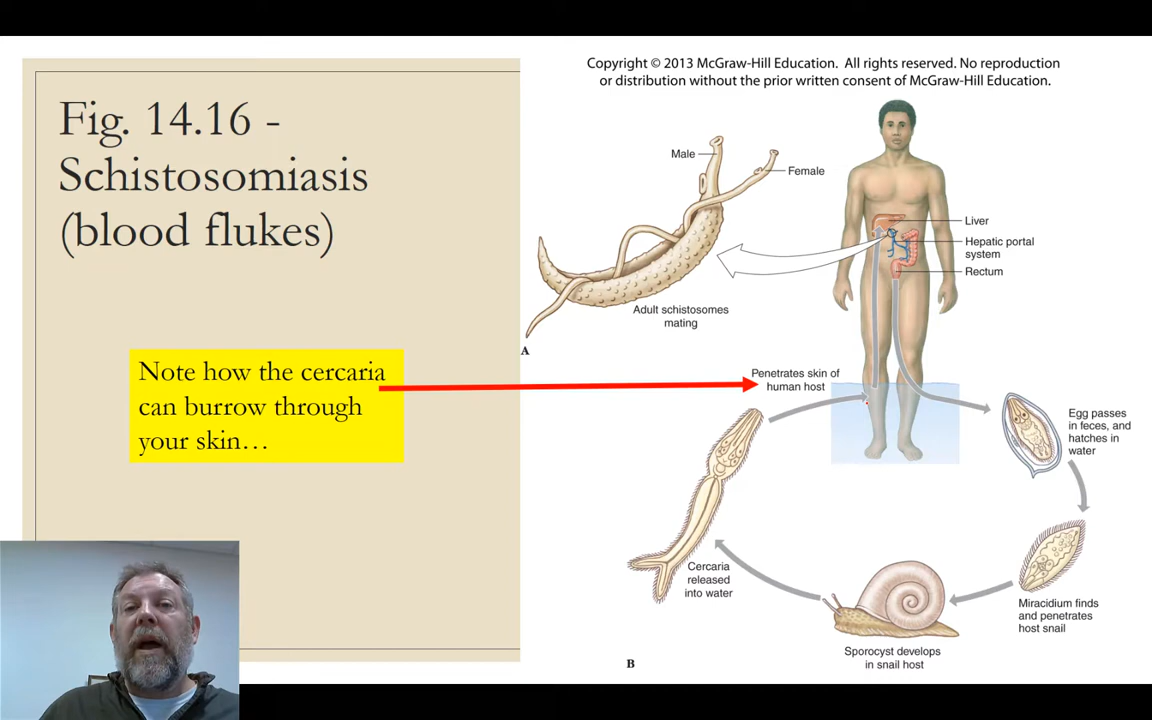 Copyright © 2013 McGraw-Hill Education. All rights reserved. No reproduction
or distribution without the prior written consent of McGraw-Hill Education.
Fig. 14.16 -
Schistosomiasis
(blood flukes)
Note how the cercaria
can burrow through
your skin…
Male
Female
Liver
Hepatic portal
system
Rectum
Adult schistosomes
mating
A
Penetrates skin of
human host
Egg passes
in feces, and
hatches in
water
Miracidium finds
and penetrates
host snail
Sporocyst develops
in snail host
Cercaria
released
into water
B